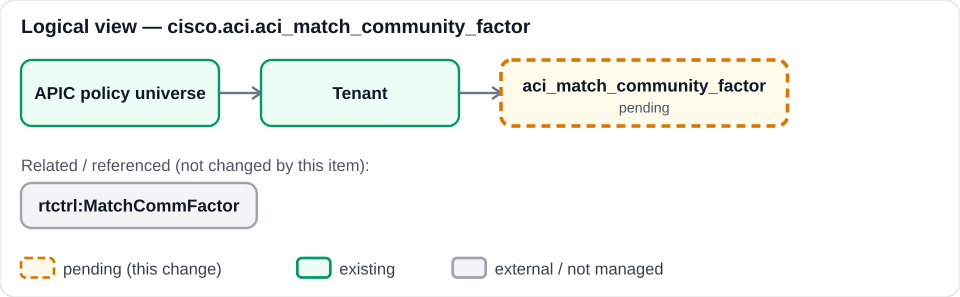 Logical view — cisco.aci.aci_match_community_factor
APIC policy universe
Tenant
aci_match_community_factor
pending
Related / referenced (not changed by this item):
rtctrl:MatchCommFactor
pending (this change)
existing
external / not managed